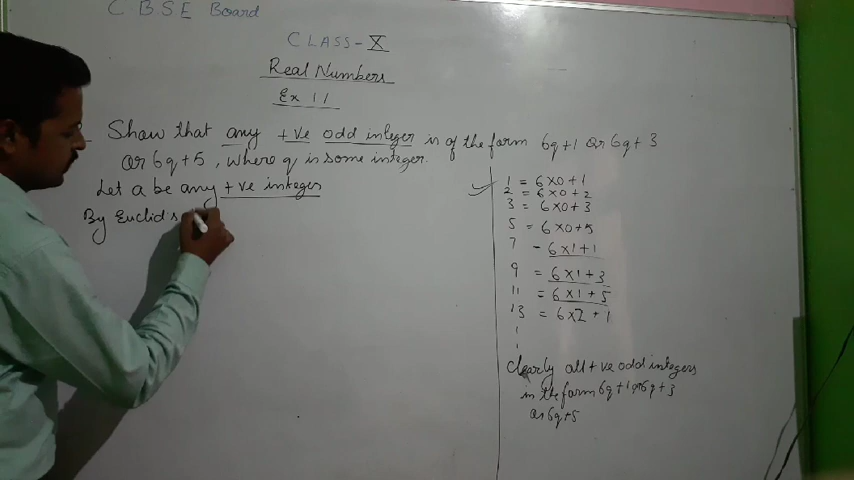 CBSE Board
CLASS-X
Real Numbers
Ex 1.1
Show that any +ve odd integer is of the form 6q+1 or 6q+3
or 6q+5, where q is some integer.
Let a be any +ve integer
By Euclid s
1 = 6×0+1
2 = 6×0+2
3 = 6×0+3
5 = 6×0+5
7 - 6×1+1
9 = 6×1+3
11 = 6×1+5
13 = 6×2+1
Clearly all +ve odd integers
in the form 6q+1 or 6q+3
or 6q+5